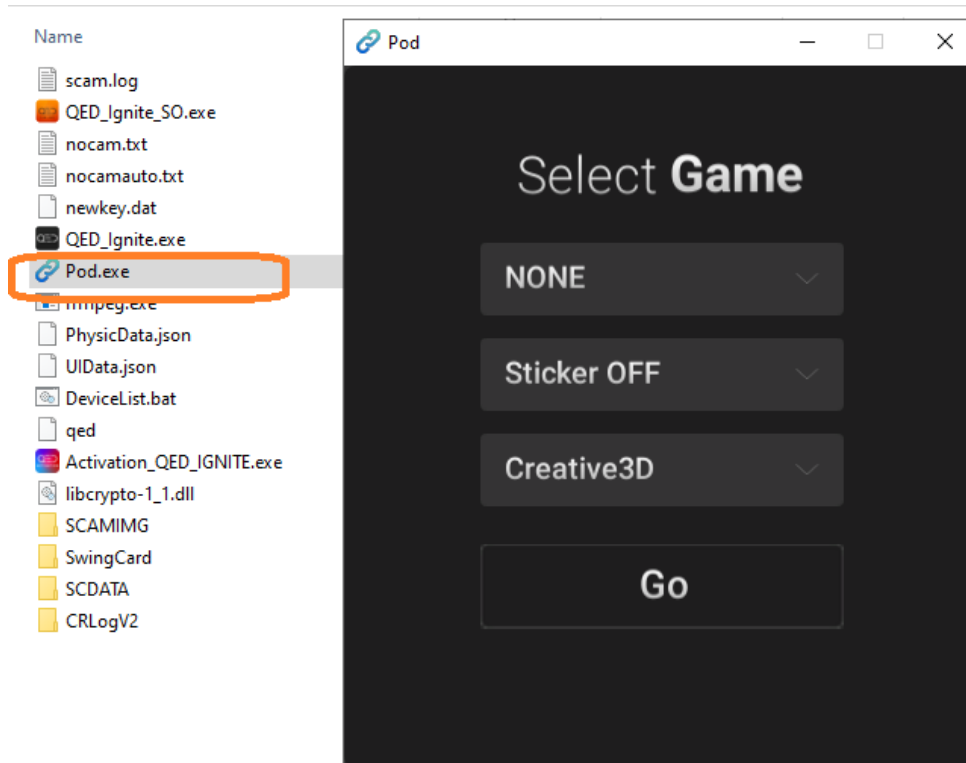 Name
scam.log
QED_Ignite_SO.exe
nocam.txt
nocamauto.txt
newkey.dat
QED_Ignite.exe
Pod.exe
PhysicData.json
UIData.json
DeviceList.bat
qed
Activation_QED_IGNITE.exe
libcrypto-1_1.dll
SCAMIMG
SwingCard
SCDATA
CRLogV2
Pod
Select Game
NONE
Sticker OFF
Creative3D
Go